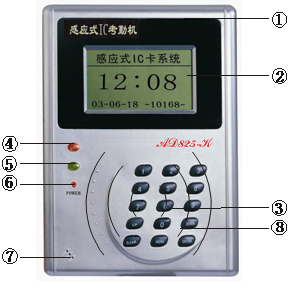 ①
感应式IC考勤机
感应式IC卡系统
②
12:08
03-06-18 -10168-
④
AD825-K
⑤
⑥
POWER
③
⑧
⑦